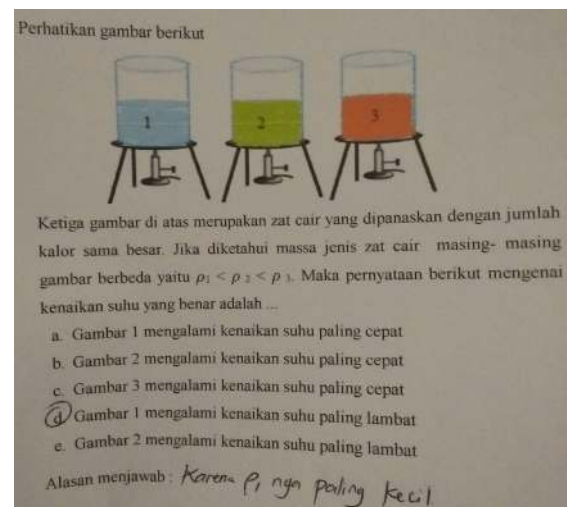 Perhatikan gambar berikut
1 2 3
Ketiga gambar di atas merupakan zat cair yang dipanaskan dengan jumlah
kalor sama besar. Jika diketahui massa jenis zat cair masing- masing
gambar berbeda yaitu ρ₁ < ρ ₂ < ρ ₃. Maka pernyataan berikut mengenai
kenaikan suhu yang benar adalah ...
a. Gambar 1 mengalami kenaikan suhu paling cepat
b. Gambar 2 mengalami kenaikan suhu paling cepat
c. Gambar 3 mengalami kenaikan suhu paling cepat
d. Gambar 1 mengalami kenaikan suhu paling lambat
e. Gambar 2 mengalami kenaikan suhu paling lambat
Alasan menjawab : Karena ρ₁ nya paling kecil